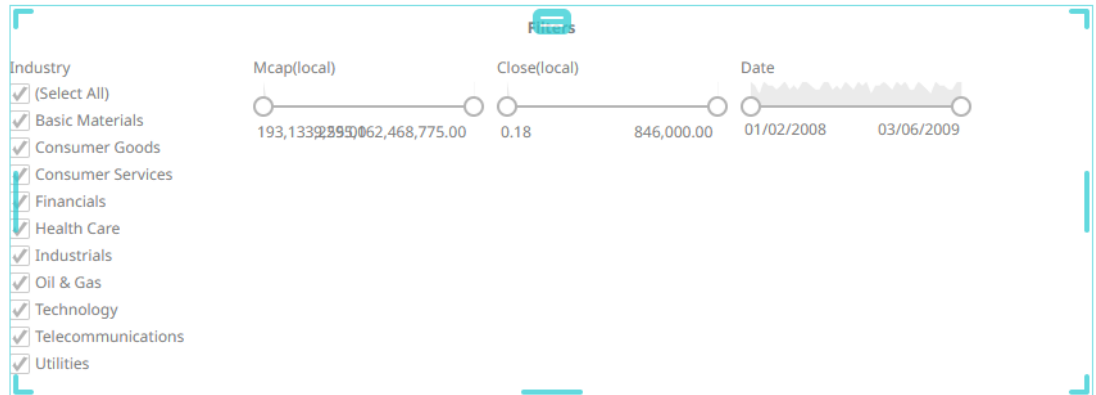 Filters
Industry
(Select All)
Basic Materials
Consumer Goods
Consumer Services
Financials
Health Care
Industrials
Oil & Gas
Technology
Telecommunications
Utilities
Mcap(local)
Close(local)
0.18 846,000.00
Date
01/02/2008 03/06/2009